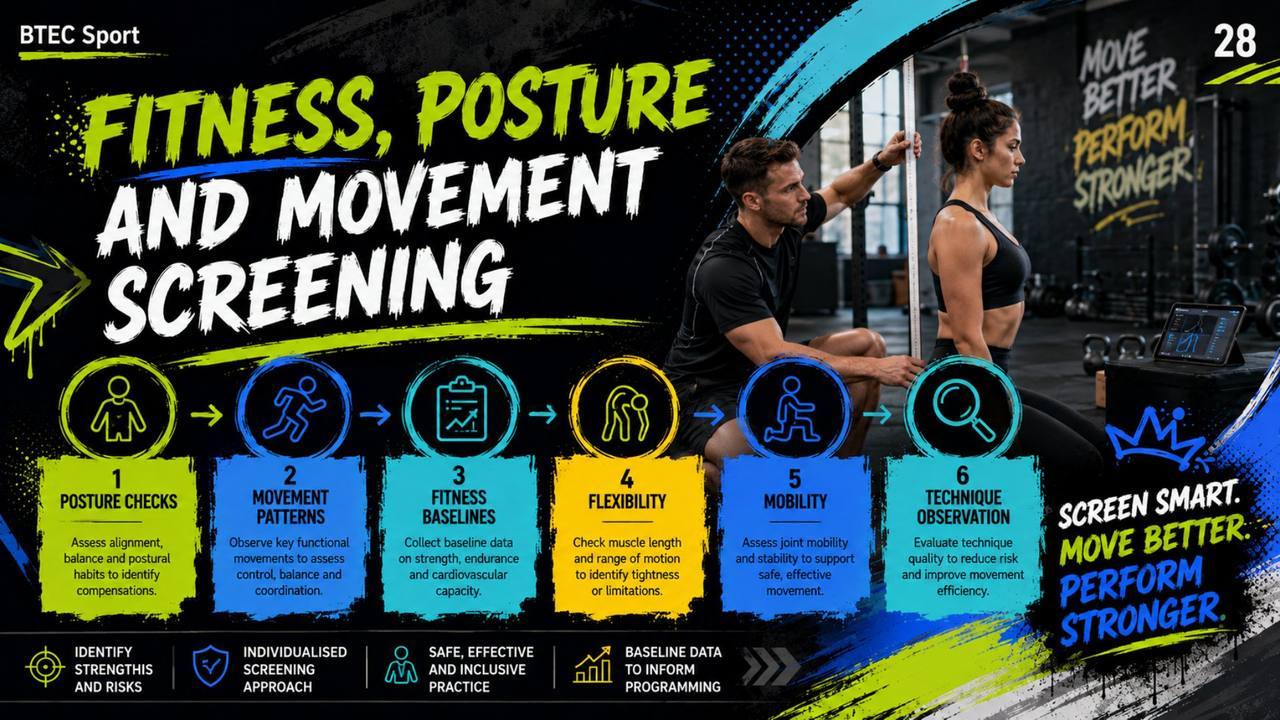 BTEC Sport
28
FITNESS, POSTURE
AND MOVEMENT
SCREENING
MOVE
BETTER
PERFORM
STRONGER.
1
POSTURE CHECKS
Assess alignment,
balance and postural
habits to identify
compensations.
2
MOVEMENT
PATTERNS
Observe key functional
movements to assess
control, balance and
coordination.
3
FITNESS
BASELINES
Collect baseline data
on strength, endurance
and cardiovascular
capacity.
4
FLEXIBILITY
Check muscle length
and range of motion
to identify tightness
or limitations.
5
MOBILITY
Assess joint mobility
and stability to support
safe, effective
movement.
6
TECHNIQUE
OBSERVATION
Evaluate technique
quality to reduce risk
and improve movement
efficiency.
SCREEN SMART.
MOVE BETTER.
PERFORM
STRONGER.
IDENTIFY
STRENGTHIS
AND RISKS
INDIVIDUALISED
SCREENING
APPROACH
SAFE, EFFECTIVE
AND INCLUSIVE
PRACTICE
BASELINE DATA
TO INFORM
PROGRAMMING